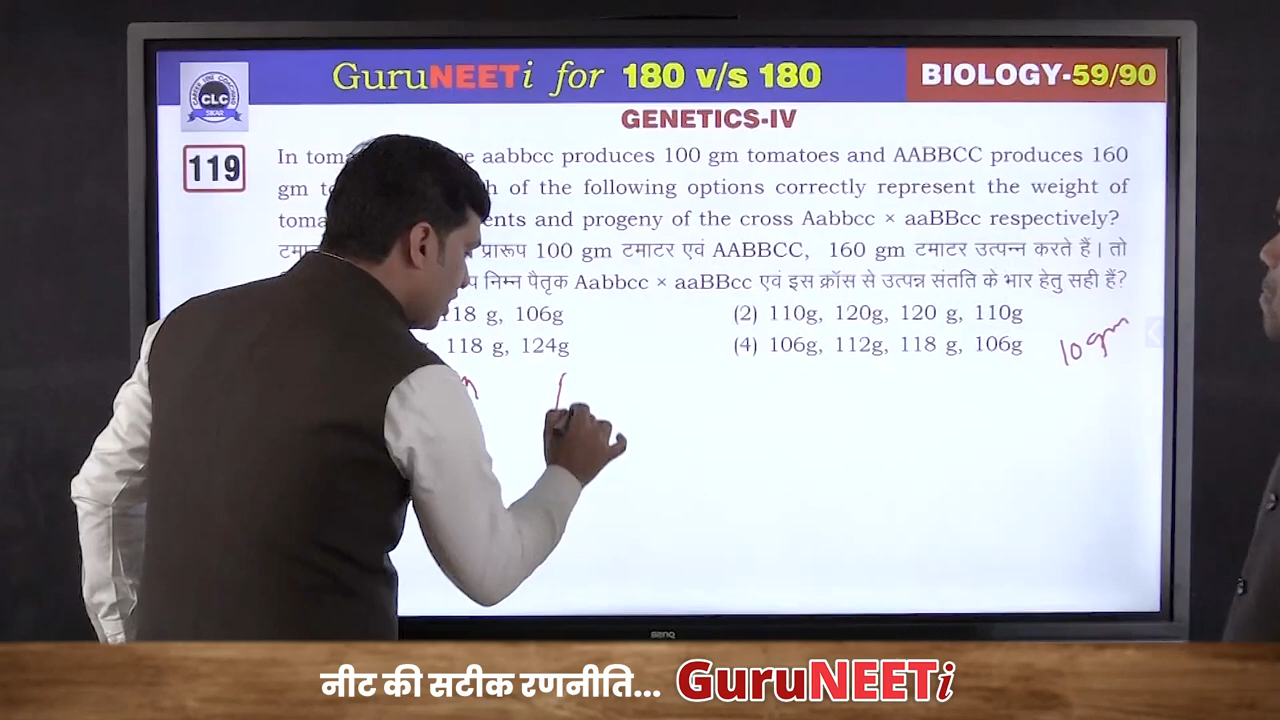 GuruNEETi for 180 v/s 180
BIOLOGY-59/90
CLC
SIKAR
GENETICS-IV
119
In aabbcc produces 100 gm tomatoes and AABBCC produces 160
gm of the following options correctly represent the weight of
and progeny of the cross Aabbcc × aaBBcc respectively?
प्रारूप 100 gm टमाटर एवं AABBCC, 160 gm टमाटर उत्पन्न करते हैं। तो
निम्न पैतृक Aabbcc × aaBBcc एवं इस क्रॉस से उत्पन्न संतति के भार हेतु सही हैं?
118 g, 106g
(2) 110g, 120g, 120 g, 110g
118 g, 124g
(4) 106g, 112g, 118 g, 106g
10 gm
BENQ
नीट की सटीक रणनीति... GuruNEETi